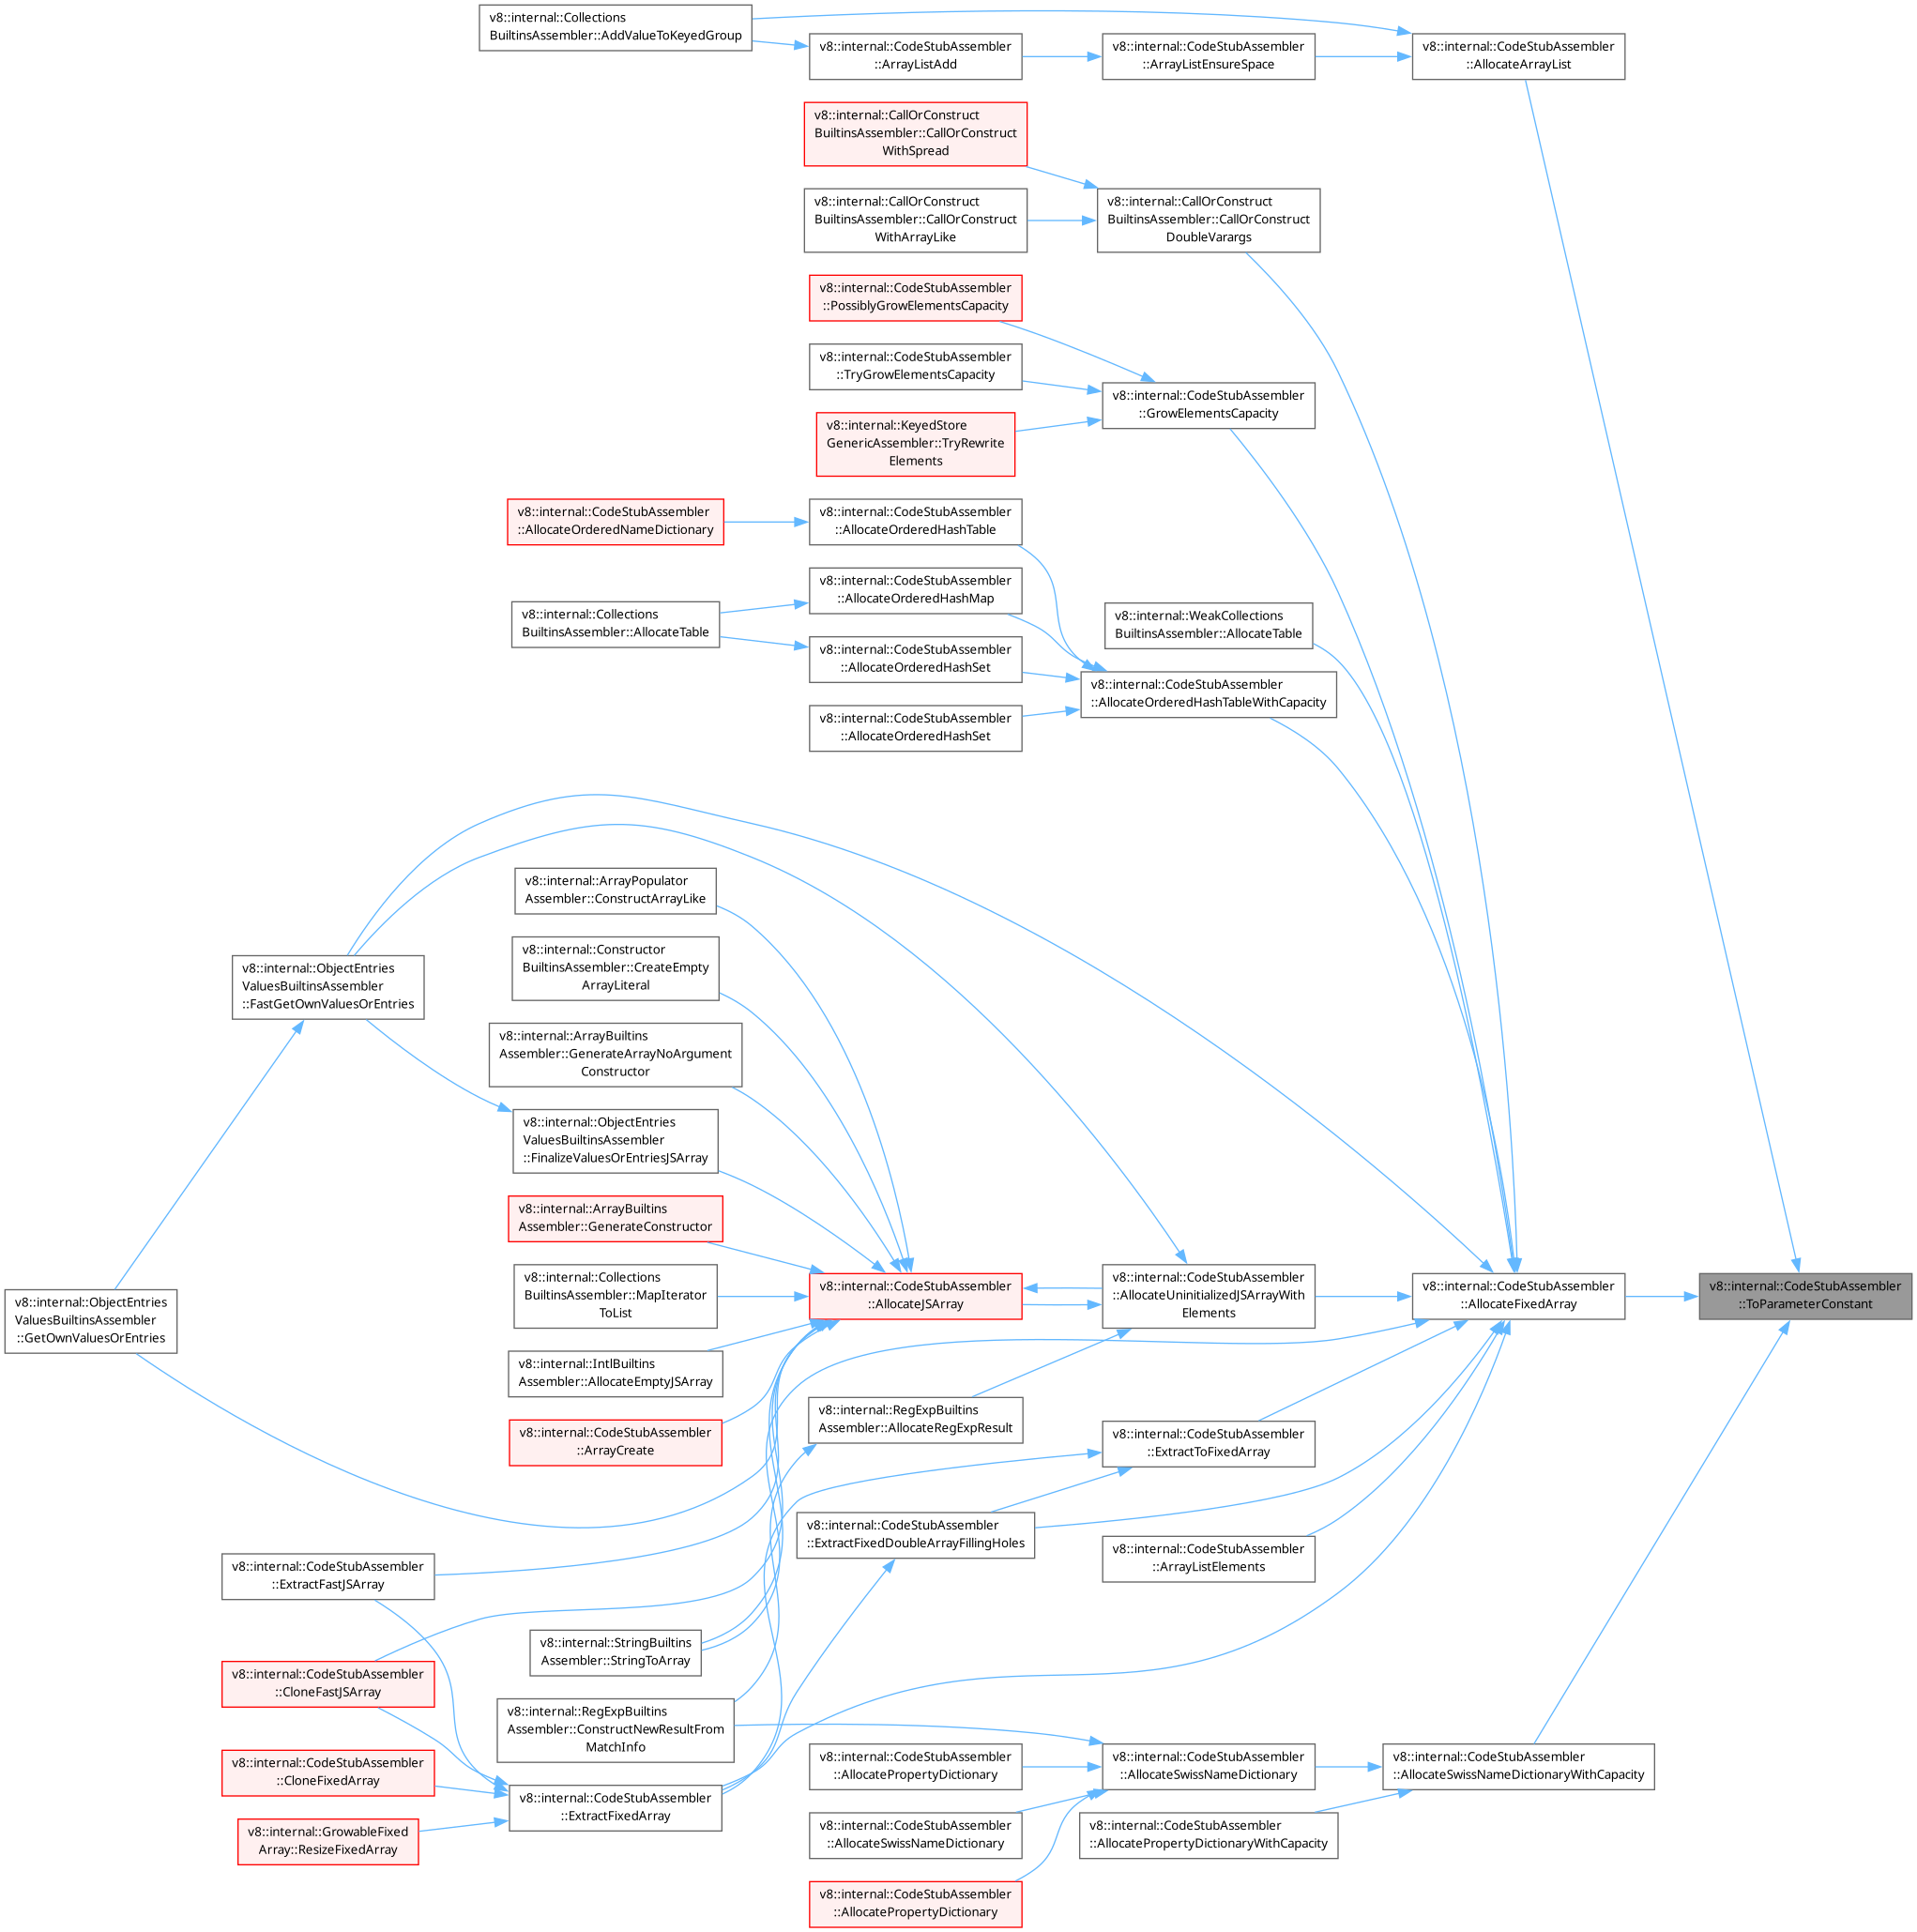 v8::internal::Collections
BuiltinsAssembler::AddValueToKeyedGroup
v8::internal::CodeStubAssembler
::ArrayListAdd
v8::internal::CodeStubAssembler
::ArrayListEnsureSpace
v8::internal::CodeStubAssembler
::AllocateArrayList
v8::internal::CallOrConstruct
BuiltinsAssembler::CallOrConstruct
WithSpread
v8::internal::CallOrConstruct
BuiltinsAssembler::CallOrConstruct
WithArrayLike
v8::internal::CallOrConstruct
BuiltinsAssembler::CallOrConstruct
DoubleVarargs
v8::internal::CodeStubAssembler
::PossiblyGrowElementsCapacity
v8::internal::CodeStubAssembler
::TryGrowElementsCapacity
v8::internal::CodeStubAssembler
::GrowElementsCapacity
v8::internal::KeyedStore
GenericAssembler::TryRewrite
Elements
v8::internal::CodeStubAssembler
::AllocateOrderedNameDictionary
v8::internal::CodeStubAssembler
::AllocateOrderedHashTable
v8::internal::CodeStubAssembler
::AllocateOrderedHashMap
v8::internal::Collections
BuiltinsAssembler::AllocateTable
v8::internal::WeakCollections
BuiltinsAssembler::AllocateTable
v8::internal::CodeStubAssembler
::AllocateOrderedHashSet
v8::internal::CodeStubAssembler
::AllocateOrderedHashTableWithCapacity
v8::internal::CodeStubAssembler
::AllocateOrderedHashSet
v8::internal::ArrayPopulator
Assembler::ConstructArrayLike
v8::internal::Constructor
BuiltinsAssembler::CreateEmpty
ArrayLiteral
v8::internal::ObjectEntries
ValuesBuiltinsAssembler
::FastGetOwnValuesOrEntries
v8::internal::ArrayBuiltins
Assembler::GenerateArrayNoArgument
Constructor
v8::internal::ObjectEntries
ValuesBuiltinsAssembler
::FinalizeValuesOrEntriesJSArray
v8::internal::ArrayBuiltins
Assembler::GenerateConstructor
v8::internal::ObjectEntries
ValuesBuiltinsAssembler
::GetOwnValuesOrEntries
v8::internal::Collections
BuiltinsAssembler::MapIterator
ToList
v8::internal::CodeStubAssembler
::AllocateJSArray
v8::internal::CodeStubAssembler
::AllocateUninitializedJSArrayWith
Elements
v8::internal::CodeStubAssembler
::AllocateFixedArray
v8::internal::CodeStubAssembler
::ToParameterConstant
v8::internal::IntlBuiltins
Assembler::AllocateEmptyJSArray
v8::internal::CodeStubAssembler
::ArrayCreate
v8::internal::RegExpBuiltins
Assembler::AllocateRegExpResult
v8::internal::CodeStubAssembler
::ExtractToFixedArray
v8::internal::CodeStubAssembler
::ExtractFixedDoubleArrayFillingHoles
v8::internal::CodeStubAssembler
::ArrayListElements
v8::internal::CodeStubAssembler
::ExtractFastJSArray
v8::internal::StringBuiltins
Assembler::StringToArray
v8::internal::CodeStubAssembler
::CloneFastJSArray
v8::internal::RegExpBuiltins
Assembler::ConstructNewResultFrom
MatchInfo
v8::internal::CodeStubAssembler
::CloneFixedArray
v8::internal::CodeStubAssembler
::AllocatePropertyDictionary
v8::internal::CodeStubAssembler
::AllocateSwissNameDictionary
v8::internal::CodeStubAssembler
::AllocateSwissNameDictionaryWithCapacity
v8::internal::CodeStubAssembler
::ExtractFixedArray
v8::internal::GrowableFixed
Array::ResizeFixedArray
v8::internal::CodeStubAssembler
::AllocateSwissNameDictionary
v8::internal::CodeStubAssembler
::AllocatePropertyDictionaryWithCapacity
v8::internal::CodeStubAssembler
::AllocatePropertyDictionary